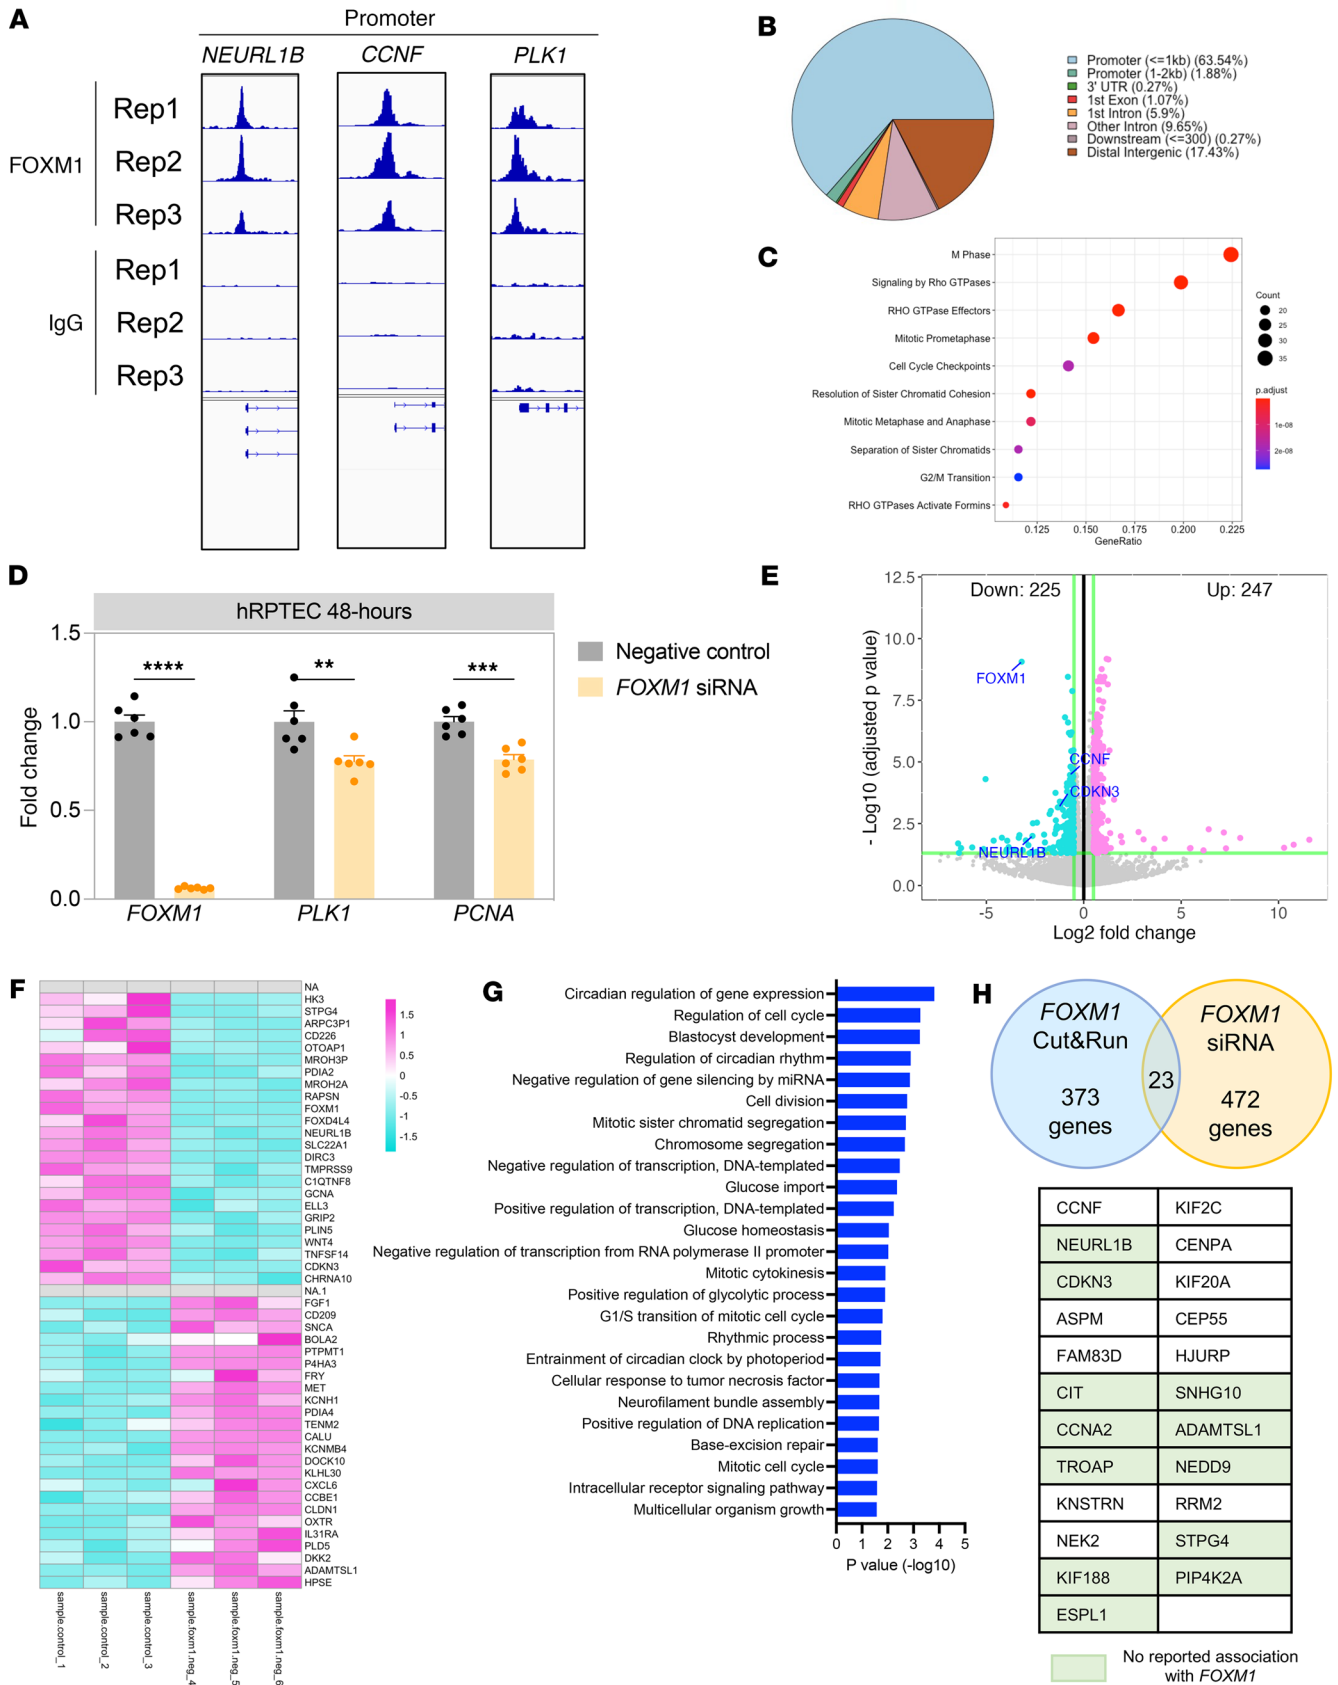 A
Promoter
NEURL1B
CCNF
PLK1
FOXM1
Rep1
Rep2
Rep3
IgG
Rep1
Rep2
Rep3
B
Promoter (<=1kb) (63.54%)
Promoter (1-2kb) (1.88%)
3' UTR (0.27%)
1st Exon (1.07%)
1st Intron (5.9%)
Other Intron (9.65%)
Downstream (<=300) (0.27%)
Distal Intergenic (17.43%)
C
M Phase
Signaling by Rho GTPases
RHO GTPase Effectors
Mitotic Prometaphase
Cell Cycle Checkpoints
Resolution of Sister Chromatid Cohesion
Mitotic Metaphase and Anaphase
Separation of Sister Chromatids
G2/M Transition
RHO GTPases Activate Formins
0.125
0.150
0.175
0.200
0.225
GeneRatio
Count
20
25
30
35
p.adjust
1e-08
2e-08
D
hRPTEC 48-hours
Fold change
1.5
1.0
0.5
0.0
****
**
***
FOXM1
PLK1
PCNA
Negative control
FOXM1 siRNA
E
Down: 225
Up: 247
- Log10 (adjusted p value)
12.5
10.0
7.5
5.0
2.5
0.0
FOXM1
CCNF
CDKN3
NEURL1B
-5
0
5
10
Log2 fold change
F
NA
HK3
STPG4
ARPC3P1
CD226
OTOAP1
MROH3P
PDIA2
MROH2A
RAPSN
FOXM1
FOXD4L4
NEURL1B
SLC22A1
DIRC3
TMPRSS9
C1QTNF8
GCNA
ELL3
GRIP2
PLIN5
WNT4
TNFSF14
CDKN3
CHRNA10
NA.1
FGF1
CD209
SNCA
BOLA2
PTPMT1
P4HA3
FRY
MET
KCNH1
PDIA4
TENM2
CALU
KCNMB4
DOCK10
KLHL30
CXCL6
CCBE1
CLDN1
OXTR
IL31RA
PLD5
DKK2
ADAMTSL1
HPSE
1.5
1
0.5
0
-0.5
-1
-1.5
sample.control_1
sample.control_2
sample.control_3
sample.foxm1.neg_4
sample.foxm1.neg_5
sample.foxm1.neg_6
G
Circadian regulation of gene expression
Regulation of cell cycle
Blastocyst development
Regulation of circadian rhythm
Negative regulation of gene silencing by miRNA
Cell division
Mitotic sister chromatid segregation
Chromosome segregation
Negative regulation of transcription, DNA-templated
Glucose import
Positive regulation of transcription, DNA-templated
Glucose homeostasis
Negative regulation of transcription from RNA polymerase II promoter
Mitotic cytokinesis
Positive regulation of glycolytic process
G1/S transition of mitotic cell cycle
Rhythmic process
Entrainment of circadian clock by photoperiod
Cellular response to tumor necrosis factor
Neurofilament bundle assembly
Positive regulation of DNA replication
Base-excision repair
Mitotic cell cycle
Intracellular receptor signaling pathway
Multicellular organism growth
0 1 2 3 4 5
P value (-log10)
H
FOXM1
Cut&Run
373
genes
23
FOXM1
siRNA
472
genes
CCNF KIF2C
NEURL1B CENPA
CDKN3 KIF20A
ASPM CEP55
FAM83D HJURP
CIT SNHG10
CCNA2 ADAMTSL1
TROAP NEDD9
KNSTRN RRM2
NEK2 STPG4
KIF188 PIP4K2A
ESPL1
No reported association
with FOXM1